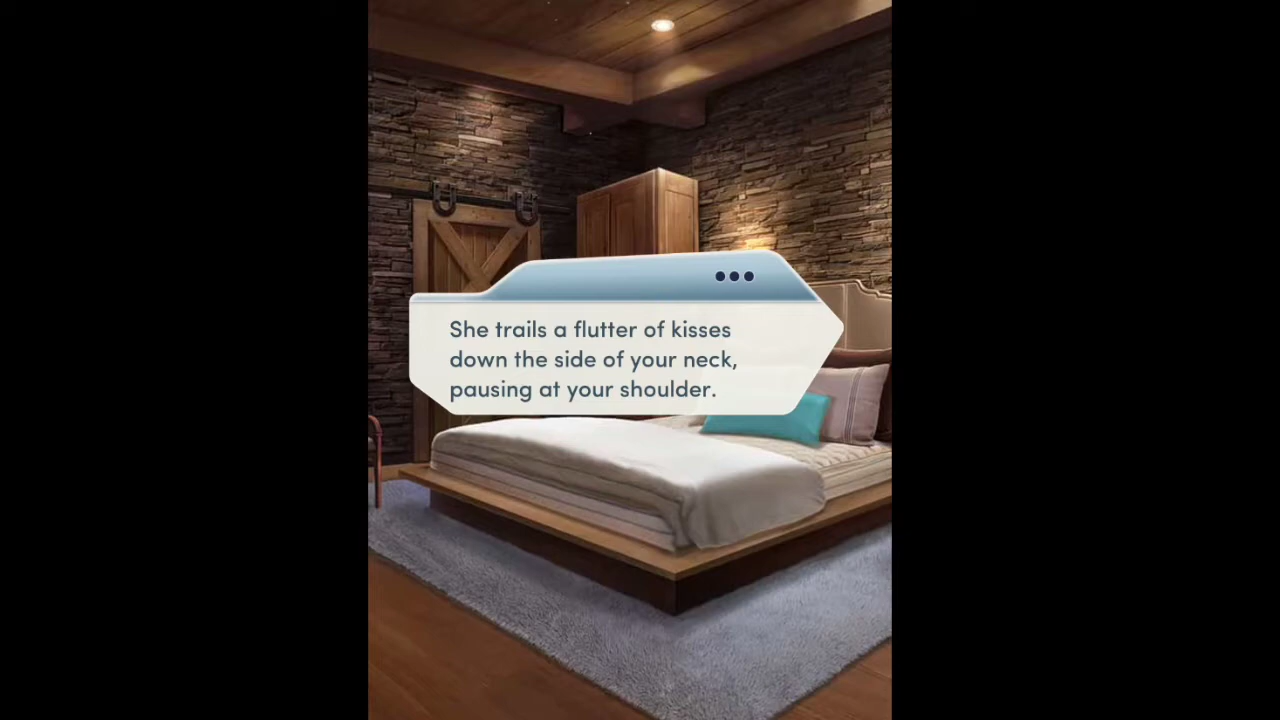 She trails a flutter of kisses
down the side of your neck,
pausing at your shoulder.